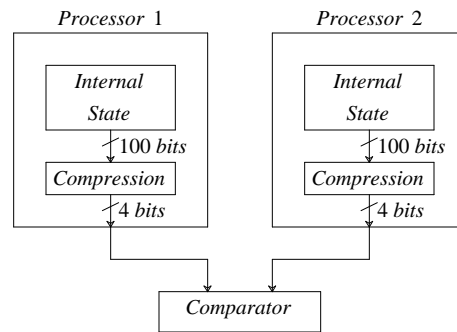 Processor 1
Processor 2
Internal
State
Internal
State
100 bits
100 bits
Compression
Compression
4 bits
4 bits
Comparator